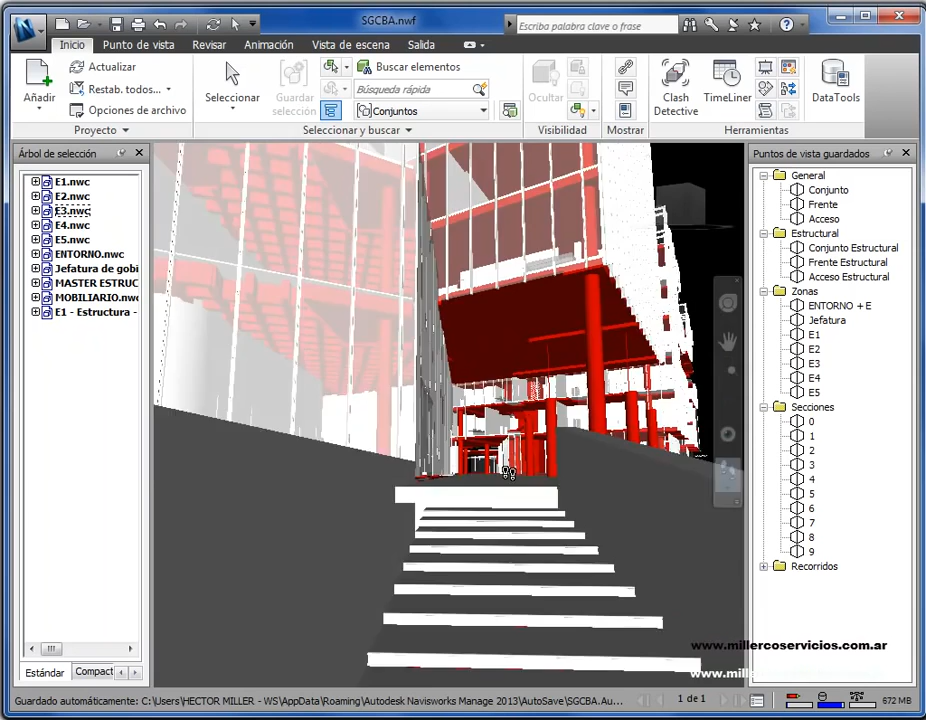 SGCBA.nwf
Escriba palabra clave o frase
Inicio
Punto de vista
Revisar
Animación
Vista de escena
Salida
Añadir
Actualizar
Restab. todos...
Opciones de archivo
Proyecto
Seleccionar
Guardar
selección
Buscar elementos
Búsqueda rápida
Conjuntos
Seleccionar y buscar
Ocultar
Visibilidad
Mostrar
Clash
Detective
TimeLiner
DataTools
Herramientas
Árbol de selección
E1.nwc
E2.nwc
E3.nwc
E4.nwc
E5.nwc
ENTORNO.nwc
Jefatura de gobi
MASTER ESTRUC
MOBILIARIO.nwc
E1 - Estructura -
Estándar
Compact
Puntos de vista guardados
General
Conjunto
Frente
Acceso
Estructural
Conjunto Estructural
Frente Estructural
Acceso Estructural
Zonas
ENTORNO + E
Jefatura
E1
E2
E3
E4
E5
Secciones
0
1
2
3
4
5
6
7
8
9
Recorridos
www.millercoservicios.com.ar
Guardado automáticamente: C:\Users\HECTOR MILLER - WS\AppData\Roaming\Autodesk Navisworks Manage 2013\AutoSave\SGCBA.Au...
1 de 1
672 MB